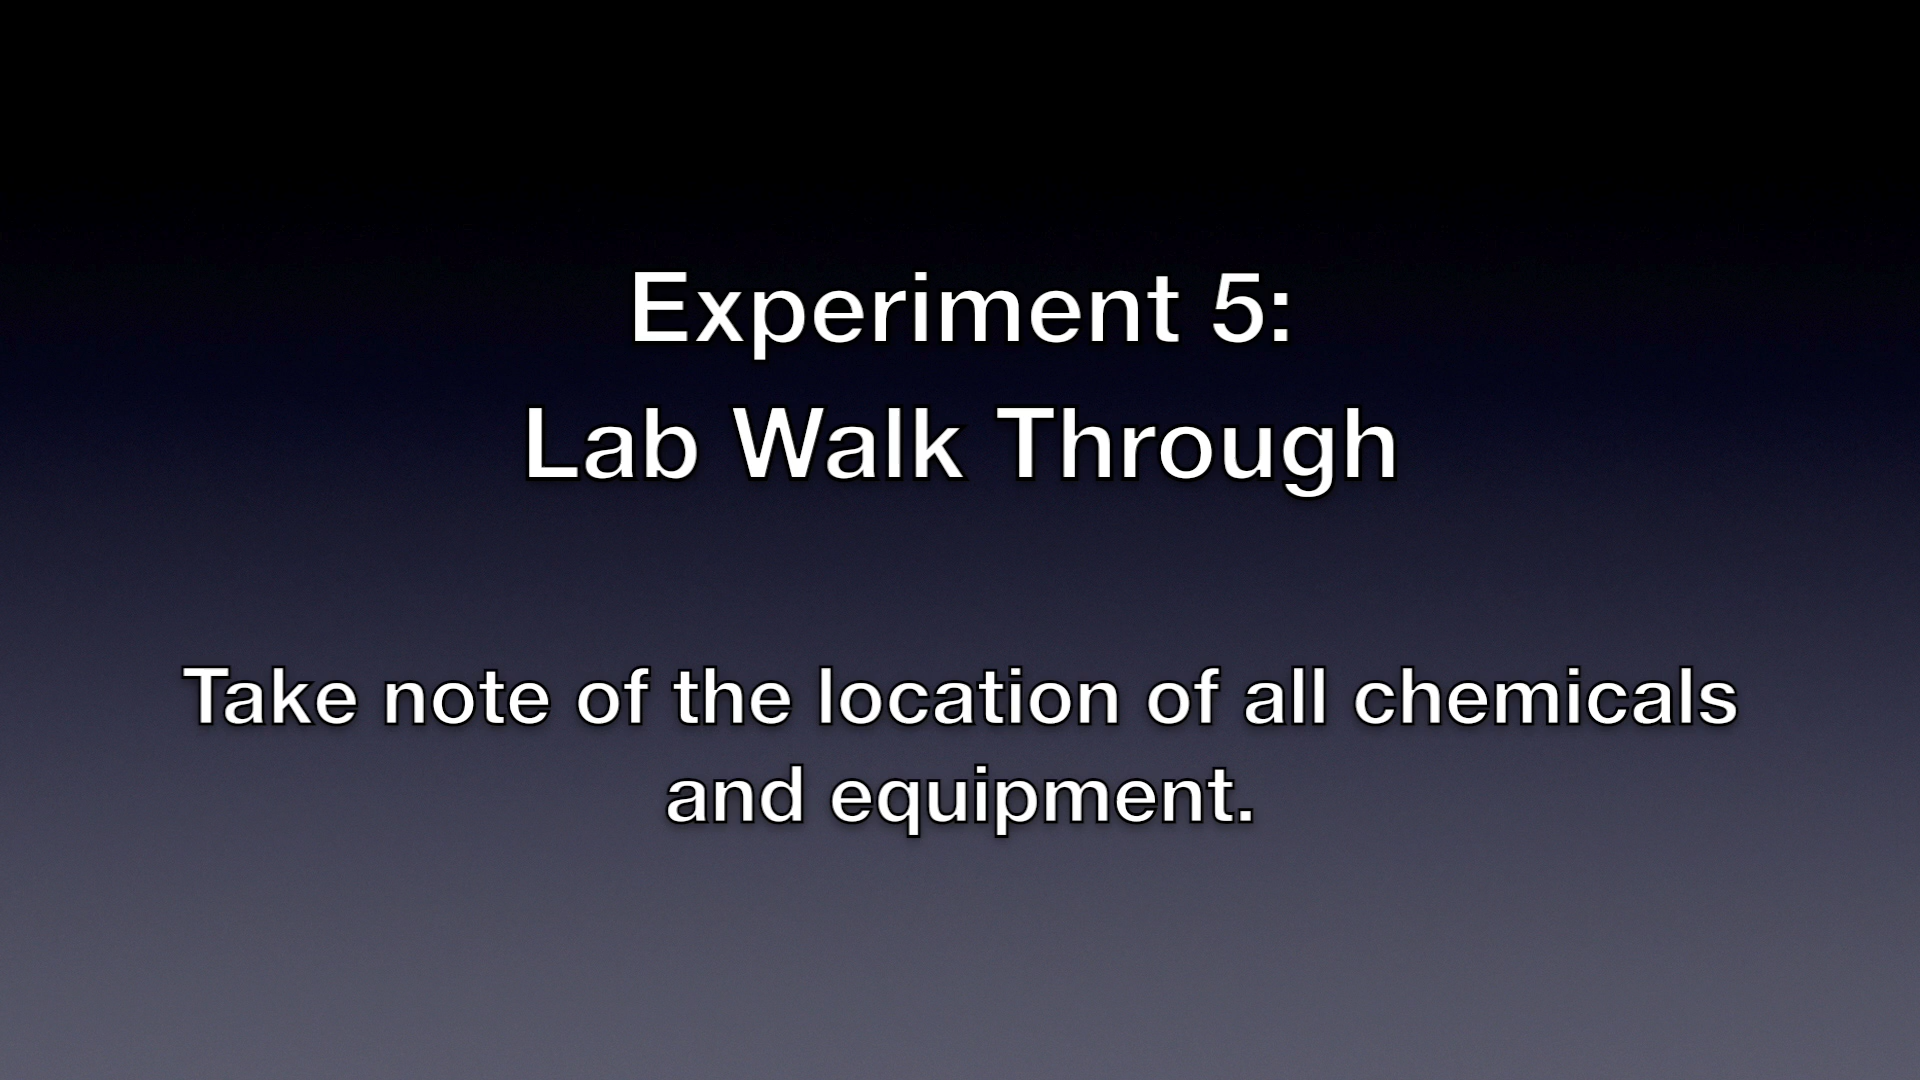 Experiment 5:
Lab Walk Through
Take note of the location of all chemicals
and equipment.